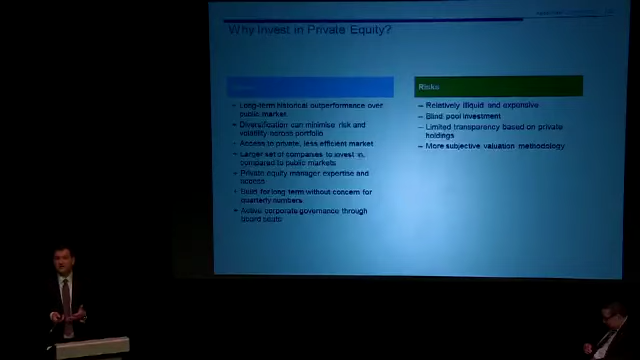 Why Invest in Private Equity?
+ Long-term historical outperformance over
public market
+ Diversification can minimise risk and
volatility across portfolio
+ Access to private, less efficient market
+ Larger set of companies to invest in,
compared to public markets
+ Private equity manager expertise and
access
+ Build for long term without concern for
quarterly numbers
+ Active corporate governance through
board seats
Risks
– Relatively illiquid and expensive
– Blind pool investment
– Limited transparency based on private
holdings
– More subjective valuation methodology